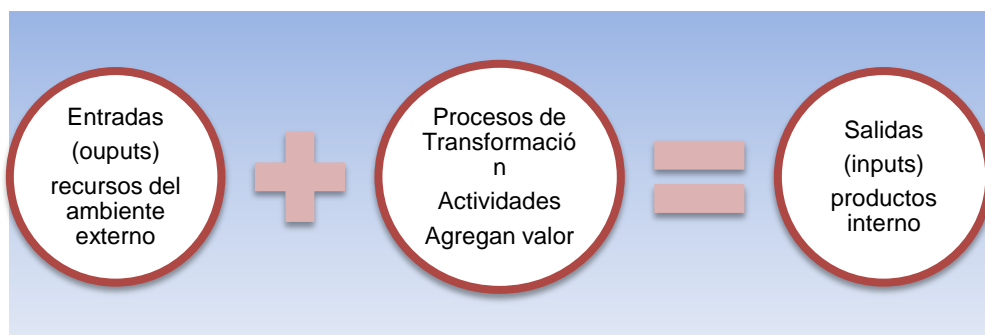 Entradas
(ouputs)
recursos del
ambiente
externo
Procesos de
Transformació
n
Actividades
Agregan valor
Salidas
(inputs)
productos
interno